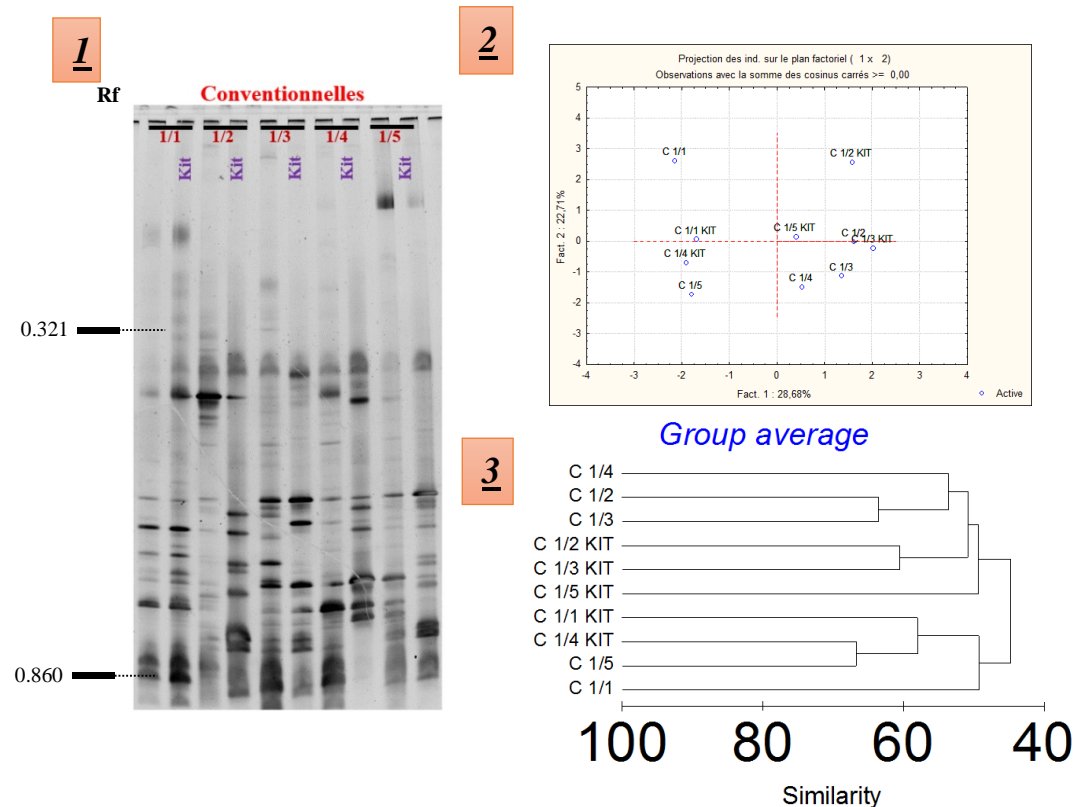 1
Rf
Conventionnelles
1/1 1/2 1/3 1/4 1/5
Kit Kit Kit Kit Kit
0.321
0.860
2
Projection des ind. sur le plan factoriel ( 1 x 2)
Observations avec la somme des cosinus carrés >= 0,00
5
4
3
2
1
0
-1
-2
-3
-4
C 1/1
C 1/2 KIT
C 1/1 KIT
C 1/5 KIT
C 1/2
C 1/3 KIT
C 1/4 KIT
C 1/3
C 1/4
C 1/5
-4 -3 -2 -1 0 1 2 3 4
Fact. 1 : 28,68%
Fact. 2 : 22,71%
Active
3
Group average
C 1/4
C 1/2
C 1/3
C 1/2 KIT
C 1/3 KIT
C 1/5 KIT
C 1/1 KIT
C 1/4 KIT
C 1/5
C 1/1
100 80 60 40
Similarity